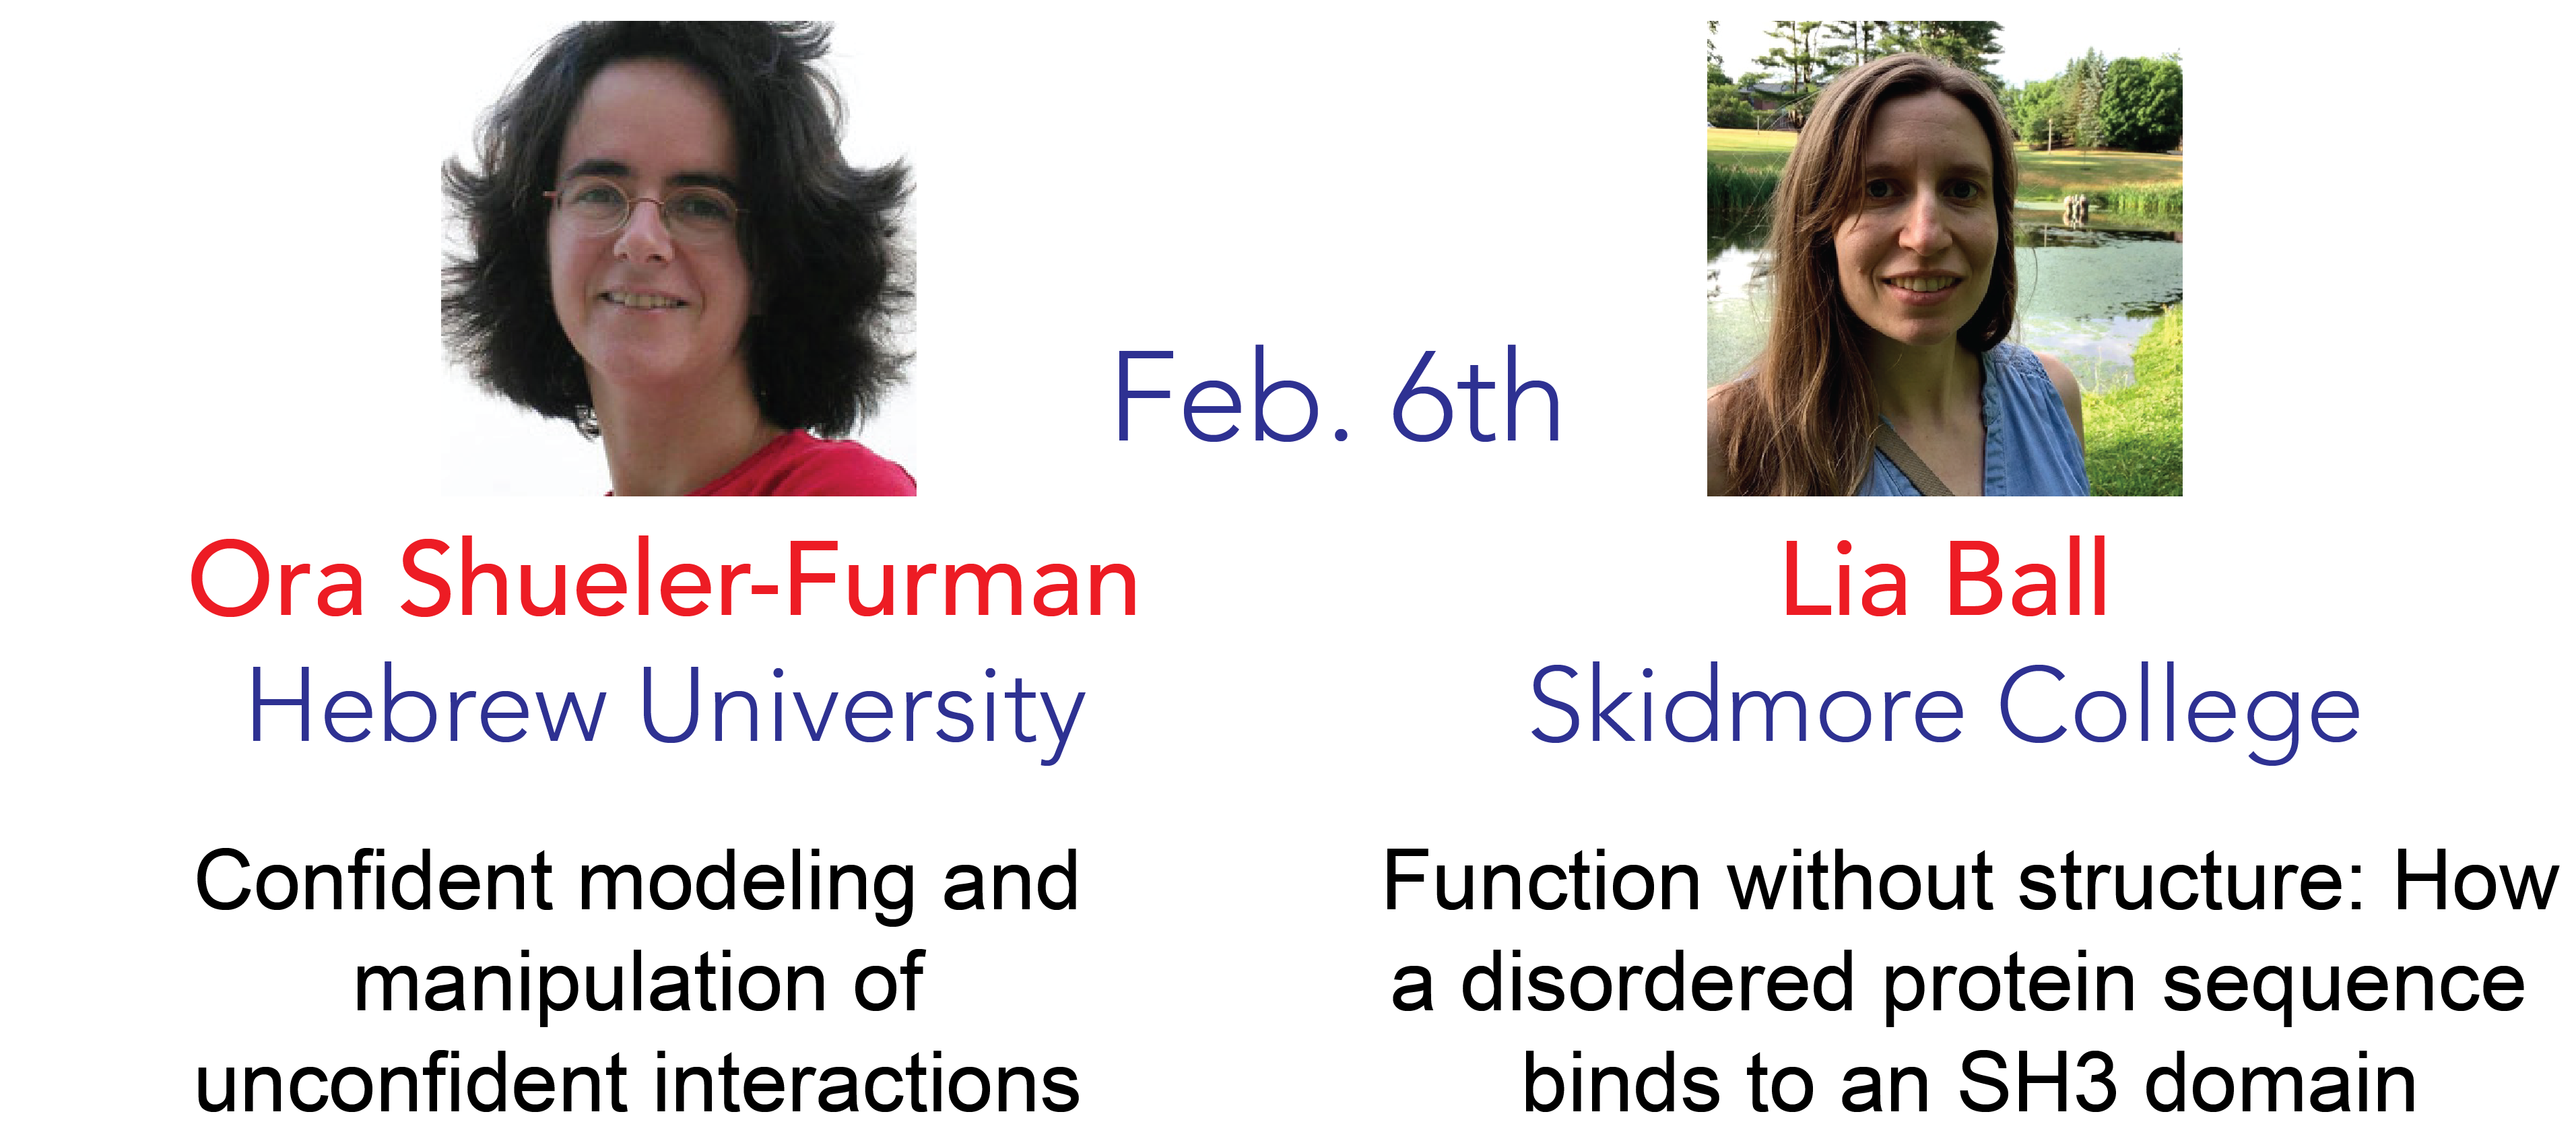 Feb. 6th
Ora Shueler-Furman
Hebrew University
Confident modeling and
manipulation of
unconfident interactions
Lia Ball
Skidmore College
Function without structure: How
a disordered protein sequence
binds to an SH3 domain